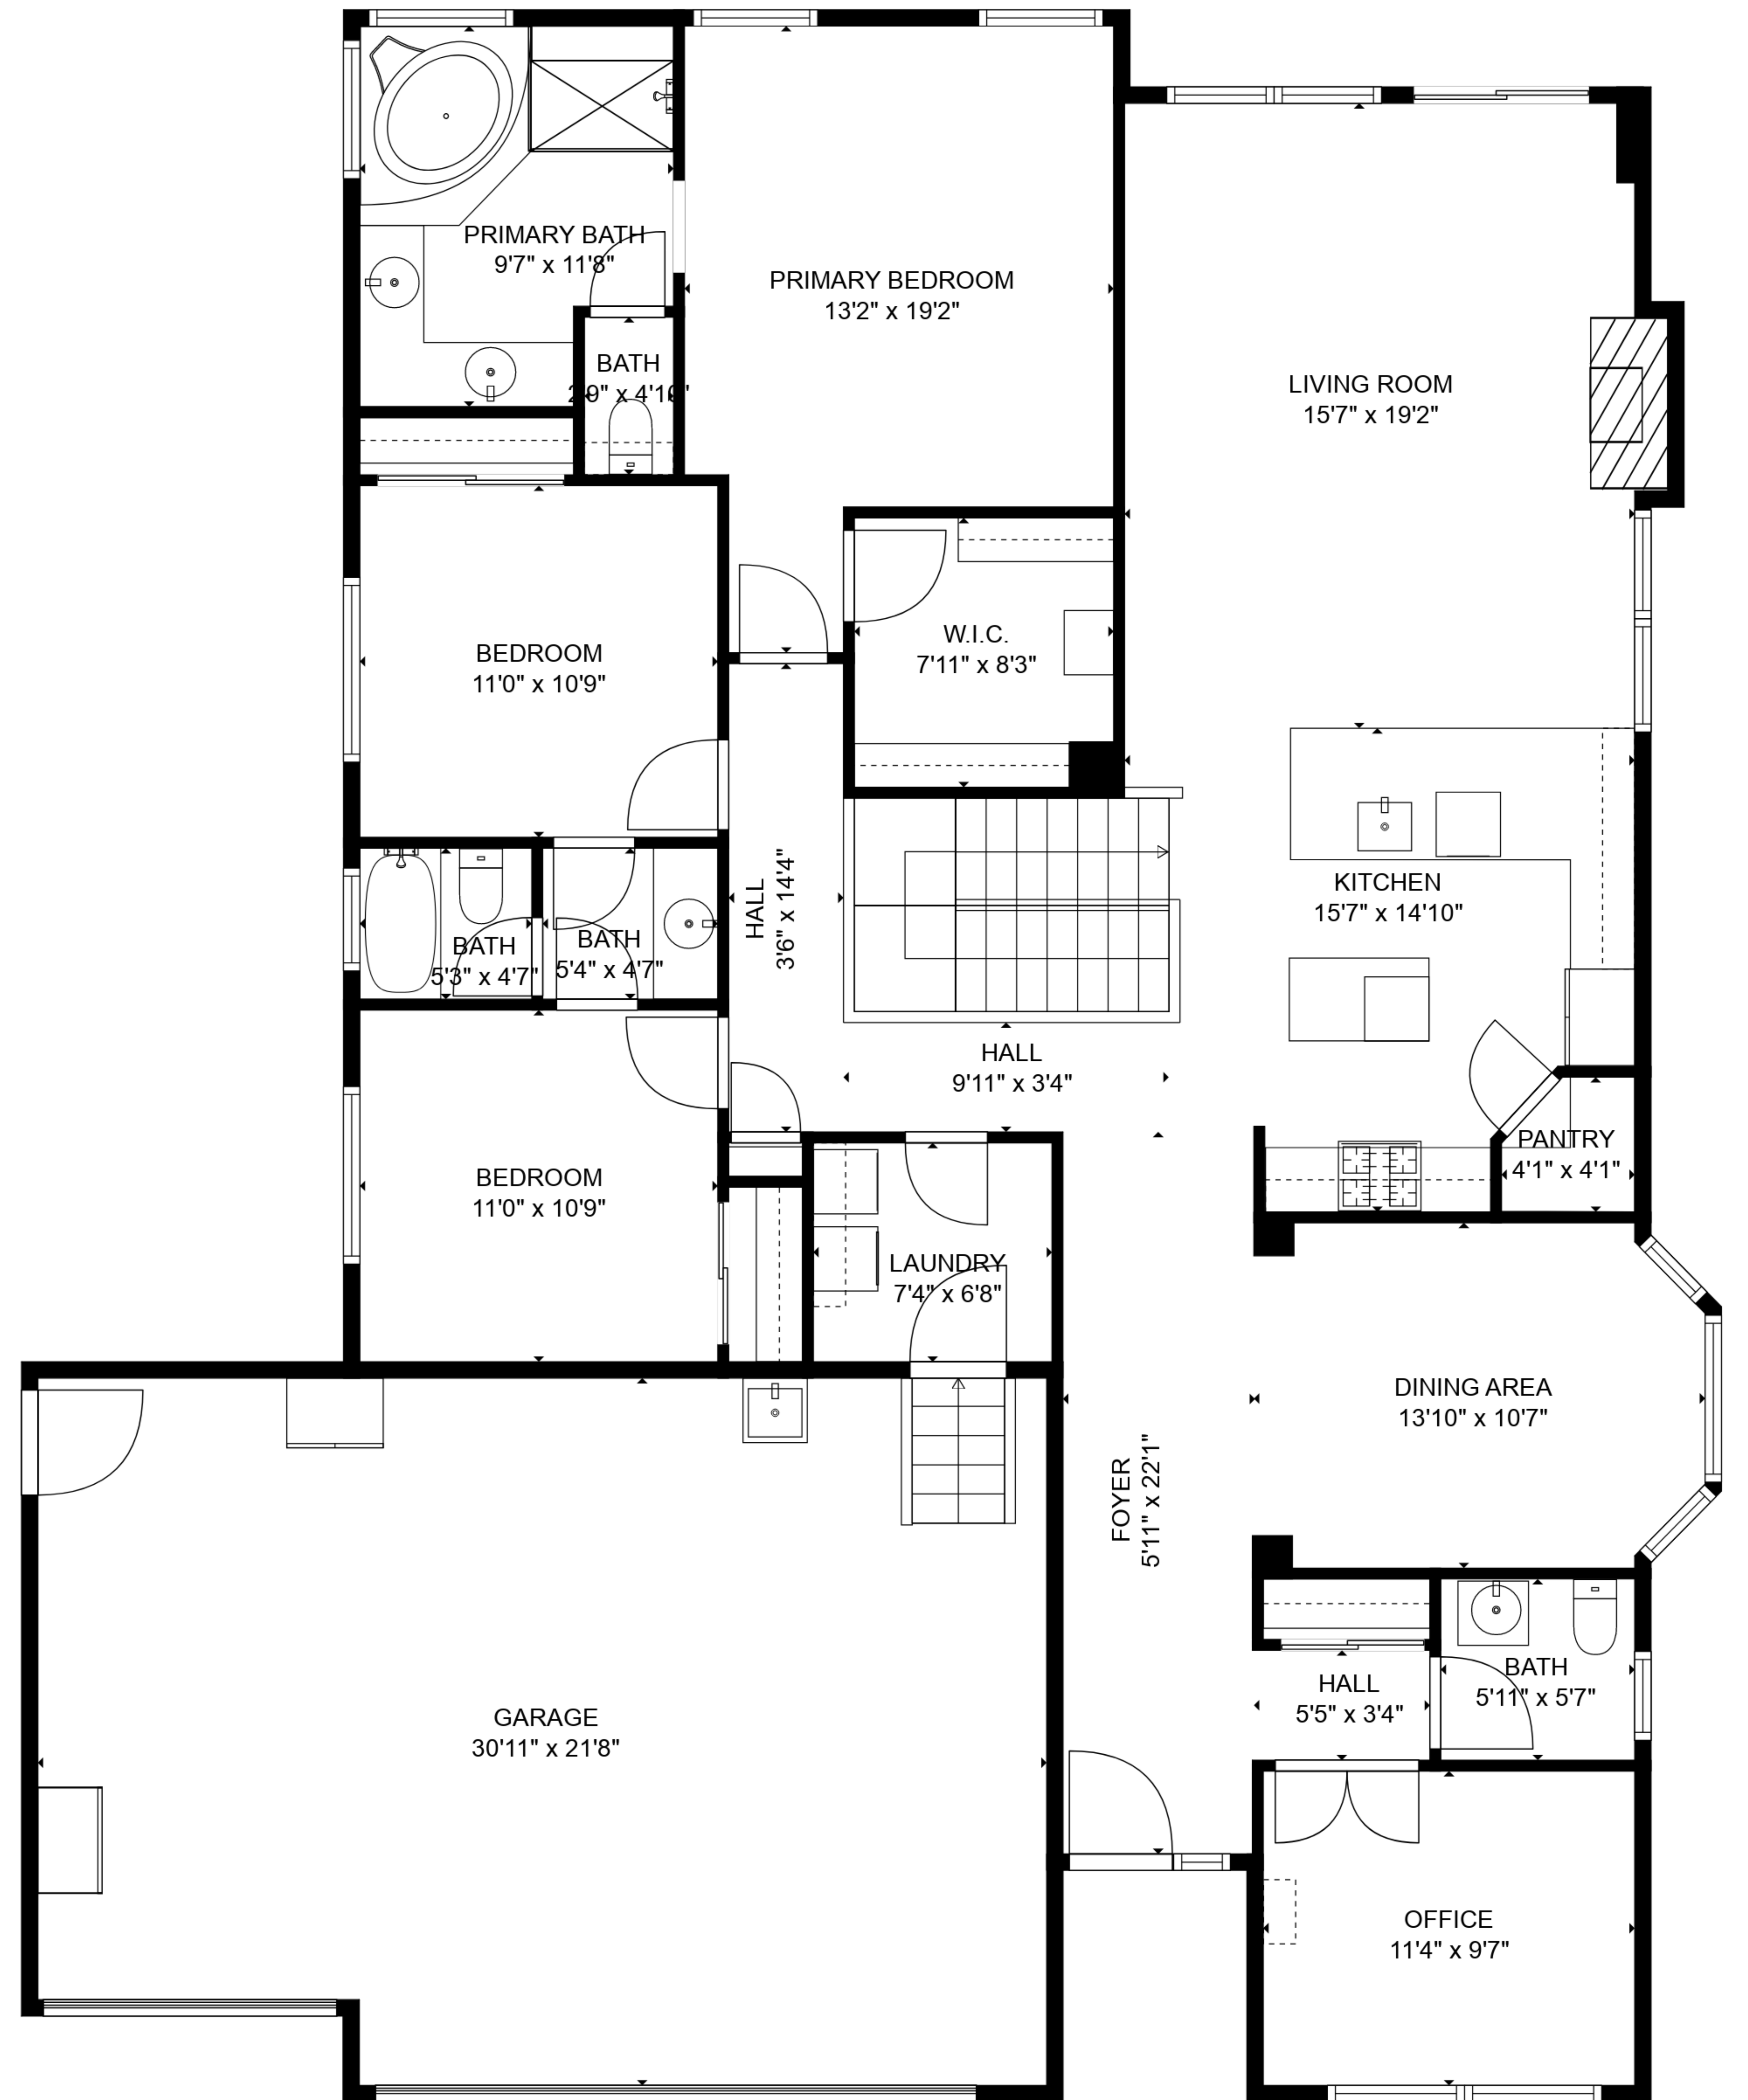 PRIMARY BATH
9'7" x 11'8"
PRIMARY BEDROOM
13'2" x 19'2"
BATH
2'9" x 4'10"
LIVING ROOM
15'7" x 19'2"
BEDROOM
11'0" x 10'9"
W.I.C.
7'11" x 8'3"
HALL
3'6" x 14'4"
KITCHEN
15'7" x 14'10"
BATH
5'3" x 4'7"
BATH
5'4" x 4'7"
HALL
9'11" x 3'4"
PANTRY
4'1" x 4'1"
BEDROOM
11'0" x 10'9"
LAUNDRY
7'4" x 6'8"
DINING AREA
13'10" x 10'7"
FOYER
5'11" x 22'1"
HALL
5'5" x 3'4"
BATH
5'11" x 5'7"
GARAGE
30'11" x 21'8"
OFFICE
11'4" x 9'7"